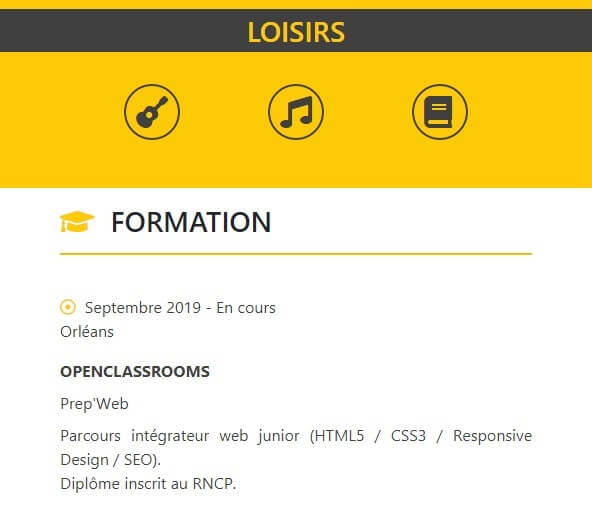 LOISIRS
FORMATION
Septembre 2019 - En cours
Orléans
OPENCLASSROOMS
Prep'Web
Parcours intégrateur web junior (HTML5 / CSS3 / Responsive
Design / SEO).
Diplôme inscrit au RNCP.